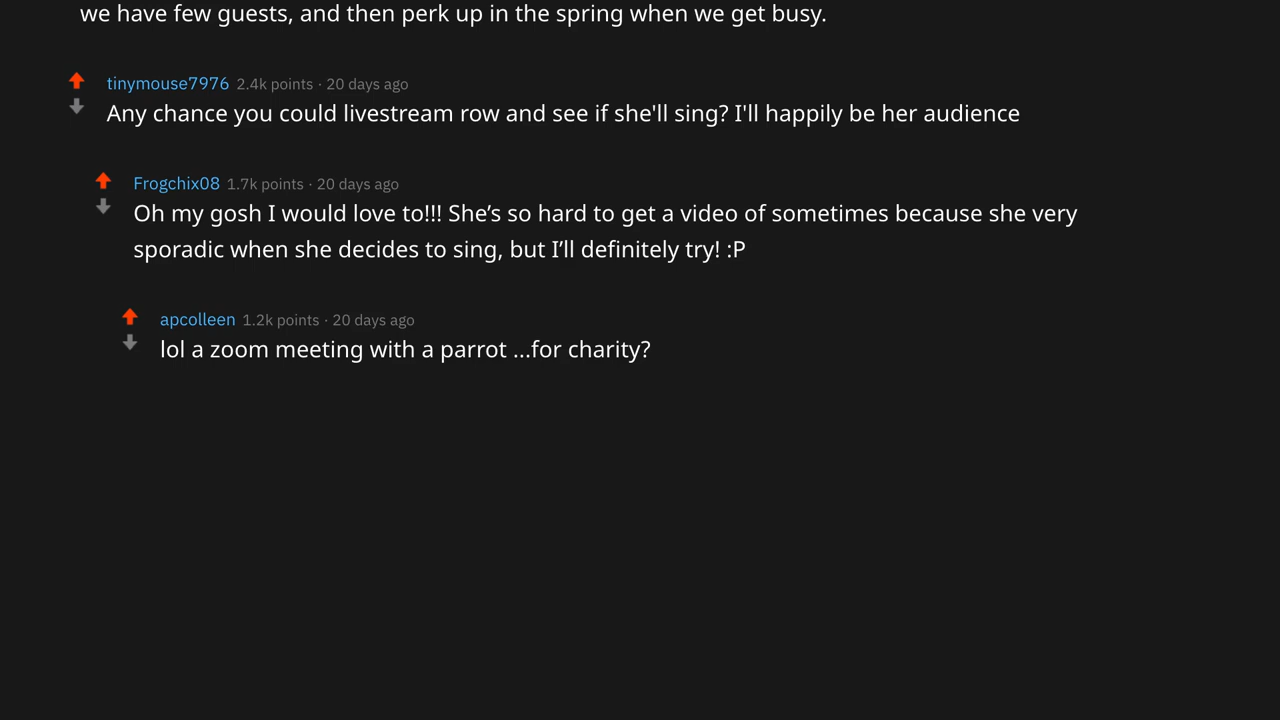 we have few guests, and then perk up in the spring when we get busy.
tinymouse7976 2.4k points · 20 days ago
Any chance you could livestream row and see if she'll sing? I'll happily be her audience
Frogchix08 1.7k points · 20 days ago
Oh my gosh I would love to!!! She’s so hard to get a video of sometimes because she very
sporadic when she decides to sing, but I’ll definitely try! :P
apcolleen 1.2k points · 20 days ago
lol a zoom meeting with a parrot ...for charity?